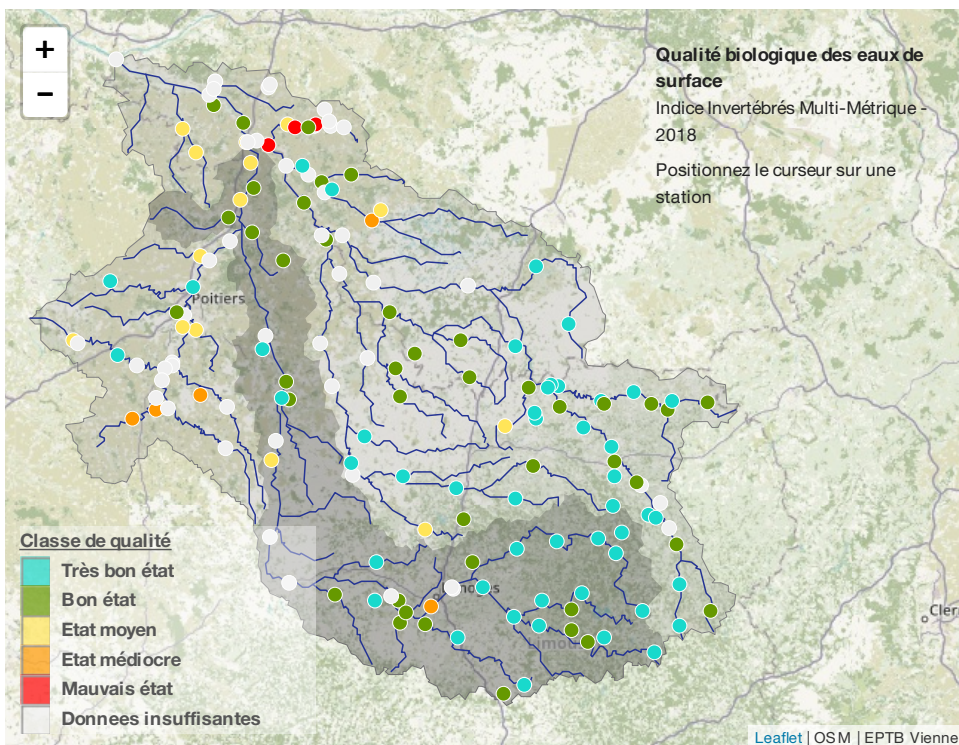 +
−
Qualité biologique des eaux de
surface
Indice Invertébrés Multi-Métrique -
2018
Positionnez le curseur sur une
station
Poitiers
Classe de qualité
Très bon état
Bon état
Etat moyen
Etat médiocre
Mauvais état
Donnees insuffisantes
Leaflet | OSM | EPTB Vienne